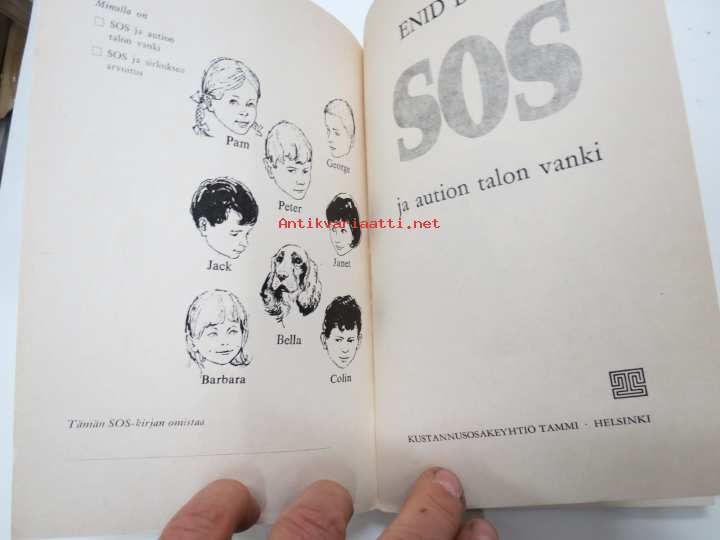 Minulla on
SOS ja aution
talon vanki
SOS ja sirkuksen
arvoitus
Pam
George
Peter
Jack
Janet
Bella
Barbara
Colin
Tämän SOS-kirjan omistaa
ENID
SOS
ja aution talon vanki
KUSTANNUSOSAKEYHTIÖ TAMMI · HELSINKI
Antikvariaatti.net